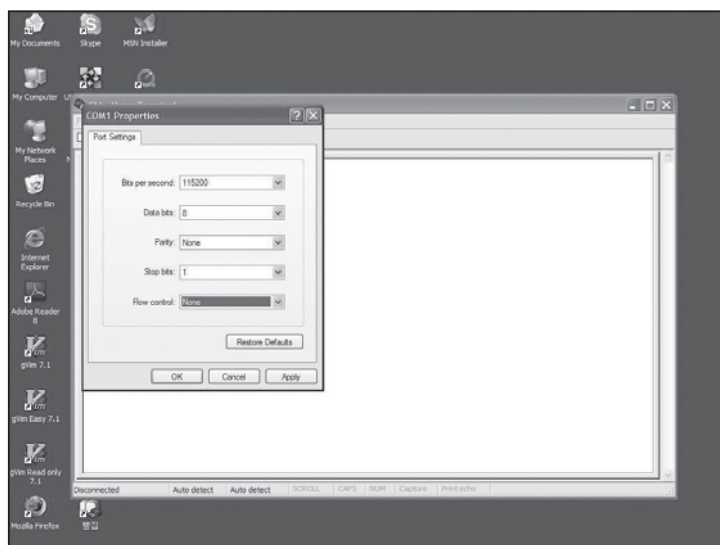 My Documents
Skype
MSN Installer
My Computer
My Network
Places
Recycle Bin
Internet
Explorer
Adobe Reader
8
gVim 7.1
gVim Easy 7.1
gVim Read only
7.1
Mozilla Firefox
COM1 Properties
Port Settings
Bits per second: 115200
Data bits: 8
Parity: None
Stop bits: 1
Flow control: None
Restore Defaults
OK
Cancel
Apply
Disconnected
Auto detect
Auto detect
SCROLL
CAPS
NUM
Capture
Print echo